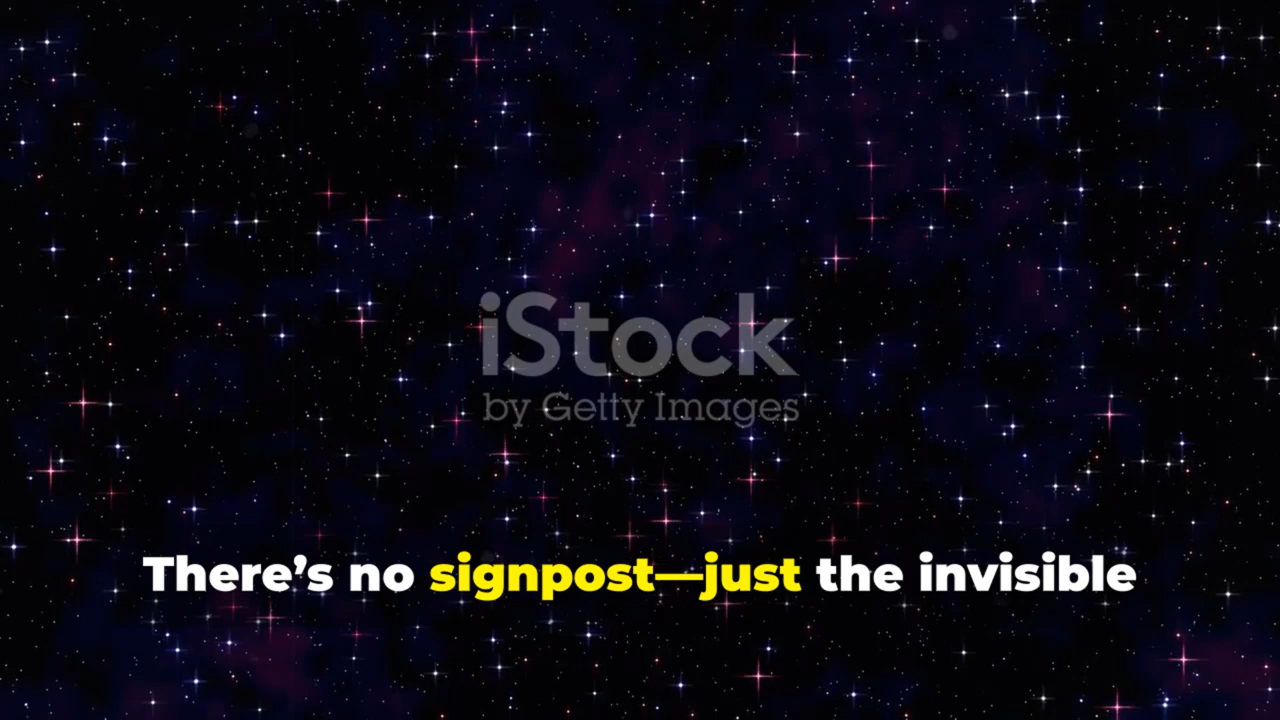 iStock
by Getty Images
There’s no signpost—just the invisible